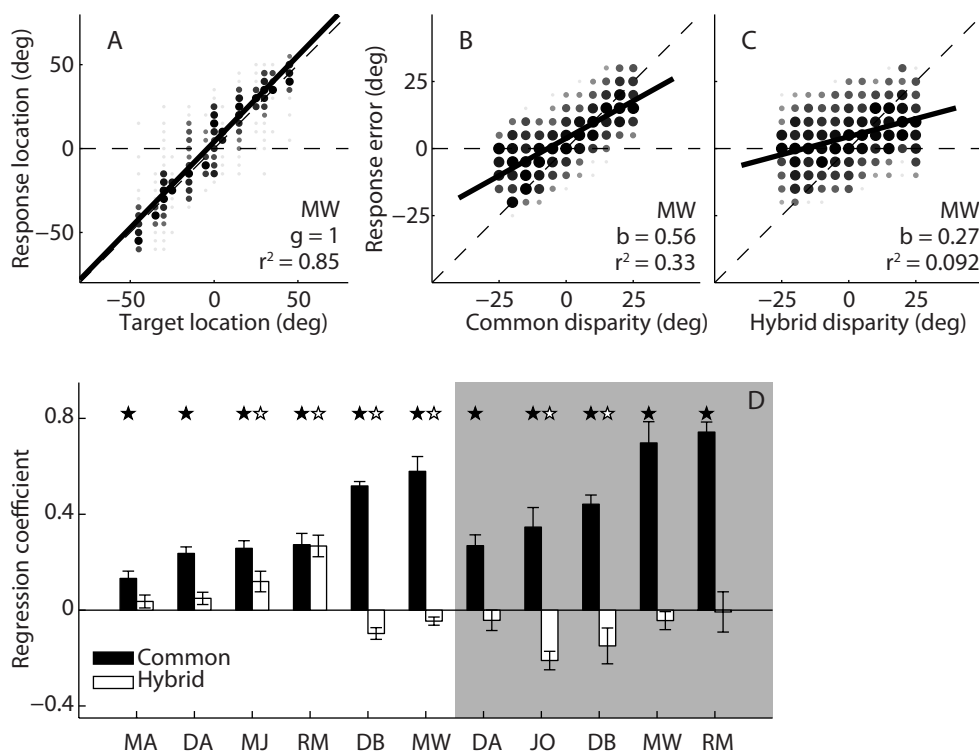 A
Response location (deg)
50
0
−50
MW
g = 1
r² = 0.85
−50
0
50
Target location (deg)
B
Response error (deg)
25
0
−25
MW
b = 0.56
r² = 0.33
−25
0
25
Common disparity (deg)
C
MW
b = 0.27
r² = 0.092
−25
0
25
Hybrid disparity (deg)
D
Regression coefficient
0.8
0.4
0
−0.4
Common
Hybrid
MA DA MJ RM DB MW DA JO DB MW RM